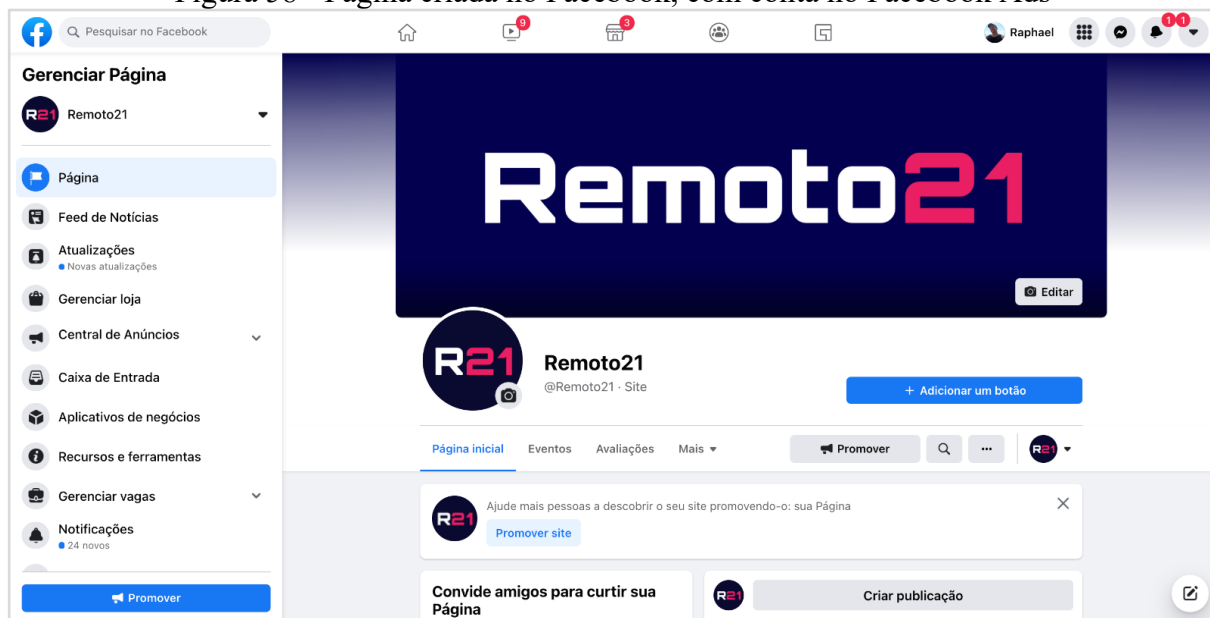 Figura 38 - Página criada no Facebook, com conta no Facebook Ads
Pesquisar no Facebook
9
3
Raphael
1
1
Gerenciar Página
R21
Remoto21
Página
Feed de Notícias
Atualizações
Novas atualizações
Gerenciar loja
Central de Anúncios
Caixa de Entrada
Aplicativos de negócios
Recursos e ferramentas
Gerenciar vagas
Notificações
24 novos
Promover
Remoto21
Editar
R21
Remoto21
@Remoto21 · Site
+ Adicionar um botão
Página inicial
Eventos
Avaliações
Mais
Promover
R21
R21
Ajude mais pessoas a descobrir o seu site promovendo-o: sua Página
Promover site
Convide amigos para curtir sua
Página
R21
Criar publicação